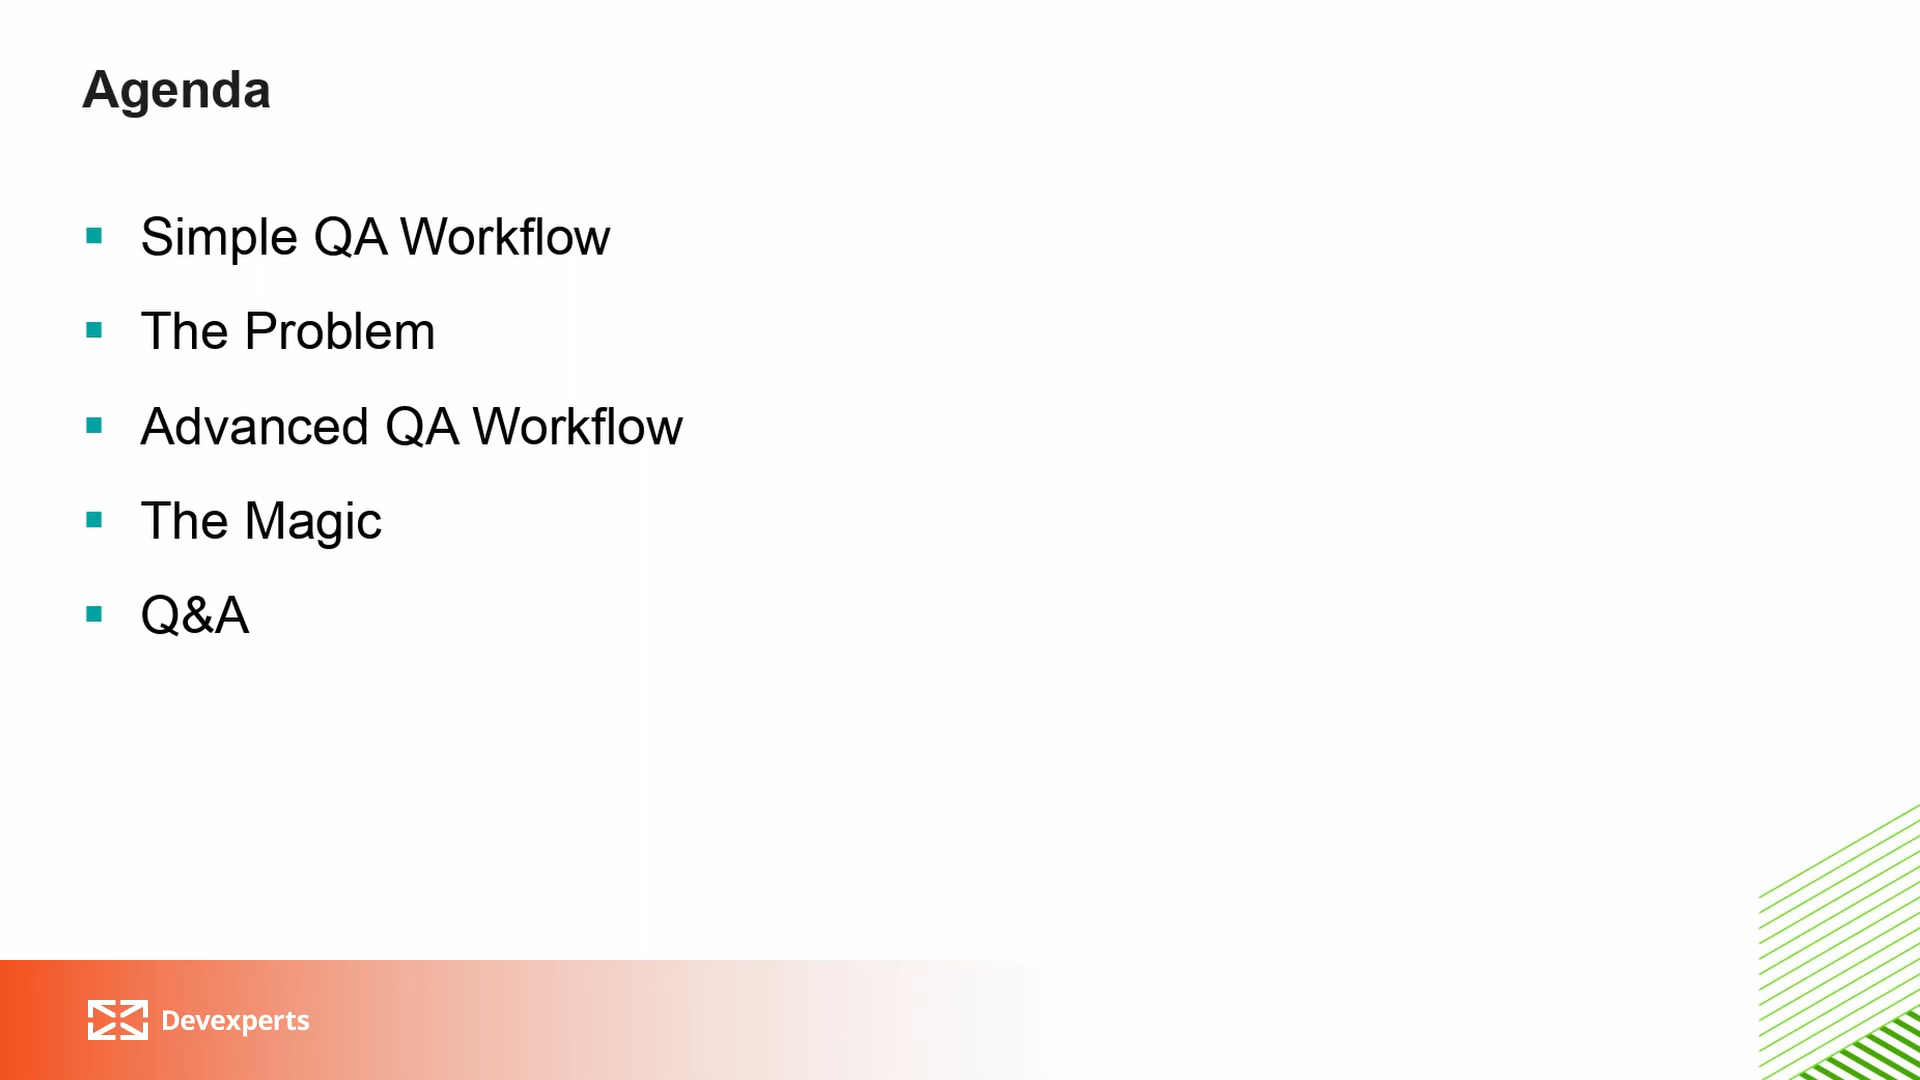 Agenda
Simple QA Workflow
The Problem
Advanced QA Workflow
The Magic
Q&A
Devexperts